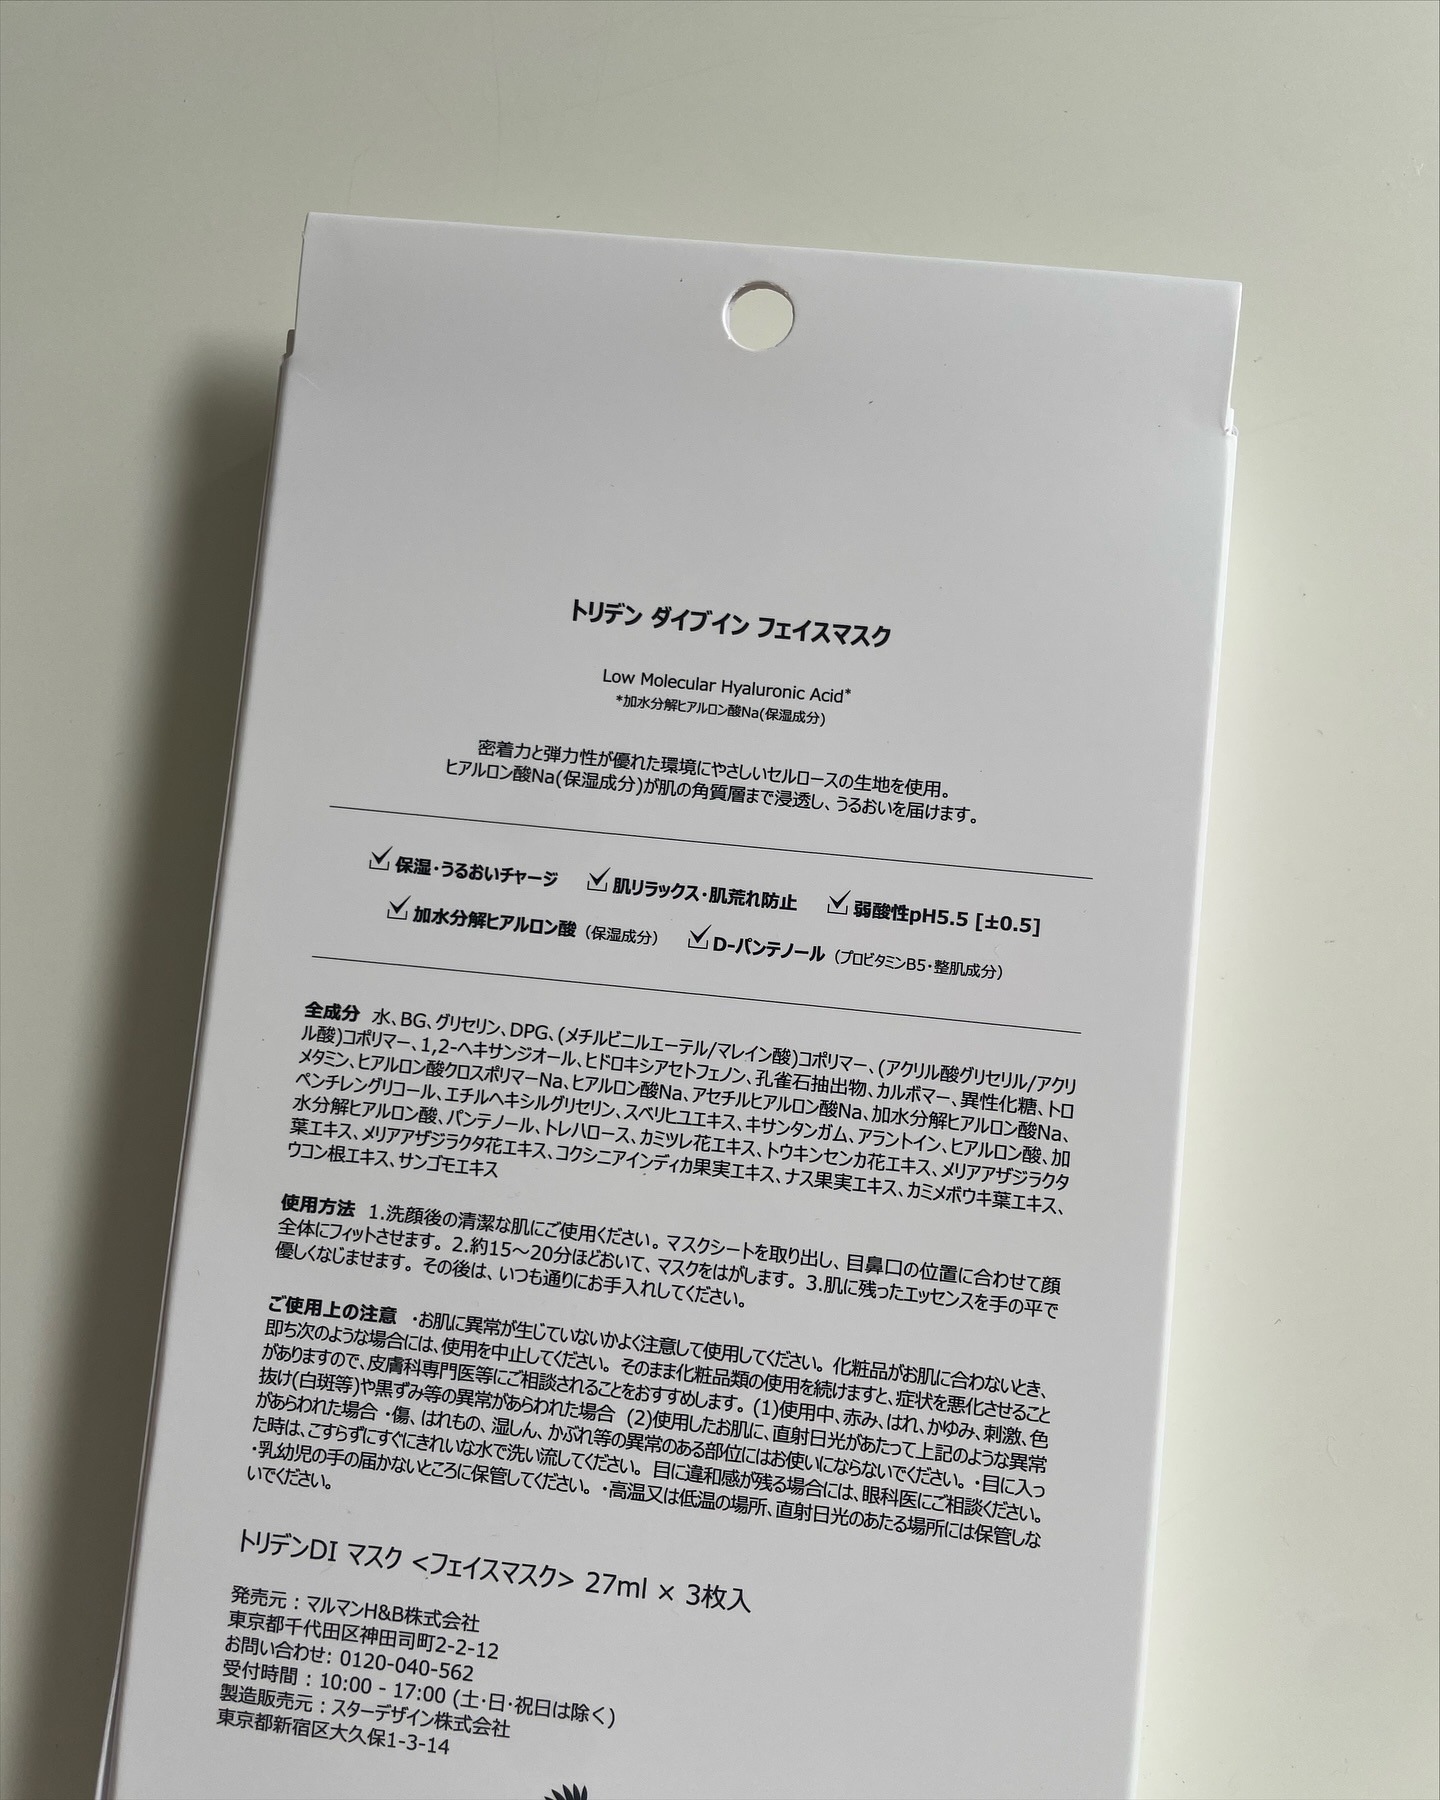 トリデン ダイブイン フェイスマスク
Low Molecular Hyaluronic Acid*
*加水分解ヒアルロン酸Na(保湿成分)
密着力と弾力性が優れた環境にやさしいセルロースの生地を使用。
ヒアルロン酸Na(保湿成分)が肌の角質層まで浸透し、うるおいを届けます。
保湿・うるおいチャージ 肌リラックス・肌荒れ防止 弱酸性pH5.5 [±0.5]
加水分解ヒアルロン酸（保湿成分） D-パンテノール（プロビタミンB5・整肌成分）
全成分 水、BG、グリセリン、DPG、(メチルビニルエーテル/マレイン酸)コポリマー、(アクリル酸グリセリル/アクリ
ル酸)コポリマー、1,2-ヘキサンジオール、ヒドロキシアセトフェノン、孔雀石抽出物、カルボマー、異性化糖、トロ
メタミン、ヒアルロン酸クロスポリマーNa、ヒアルロン酸Na、アセチルヒアルロン酸Na、加水分解ヒアルロン酸Na、
ペンチレングリコール、エチルヘキシルグリセリン、スベリヒユエキス、キサンタンガム、アラントイン、ヒアルロン酸、加
水分解ヒアルロン酸、パンテノール、トレハロース、カミツレ花エキス、トウキンセンカ花エキス、メリアアザジラクタ
葉エキス、メリアアザジラクタ花エキス、コクシニアインディカ果実エキス、ナス果実エキス、カミメボウキ葉エキス、
ウコン根エキス、サンゴモエキス
使用方法 1.洗顔後の清潔な肌にご使用ください。マスクシートを取り出し、目鼻口の位置に合わせて顔
全体にフィットさせます。2.約15～20分ほどおいて、マスクをはがします。3.肌に残ったエッセンスを手の平で
優しくなじませます。その後は、いつも通りにお手入れしてください。
ご使用上の注意 ・お肌に異常が生じていないかよく注意して使用してください。化粧品がお肌に合わないとき、
即ち次のような場合には、使用を中止してください。そのまま化粧品類の使用を続けますと、症状を悪化させること
がありますので、皮膚科専門医等にご相談されることをおすすめします。(1)使用中、赤み、はれ、かゆみ、刺激、色
抜け(白斑等)や黒ずみ等の異常があらわれた場合 (2)使用したお肌に、直射日光があたって上記のような異常
があらわれた場合 ・傷、はれもの、湿しん、かぶれ等の異常のある部位にはお使いにならないでください。・目に入っ
た時は、こすらずにすぐにきれいな水で洗い流してください。目に違和感が残る場合には、眼科医にご相談ください。
・乳幼児の手の届かないところに保管してください。・高温又は低温の場所、直射日光のあたる場所には保管しな
いでください。
トリデンDI マスク <フェイスマスク> 27ml × 3枚入
発売元：マルマンH&B株式会社
東京都千代田区神田司町2-2-12
お問い合わせ: 0120-040-562
受付時間：10:00 - 17:00 (土・日・祝日は除く)
製造販売元：スターデザイン株式会社
東京都新宿区大久保1-3-14